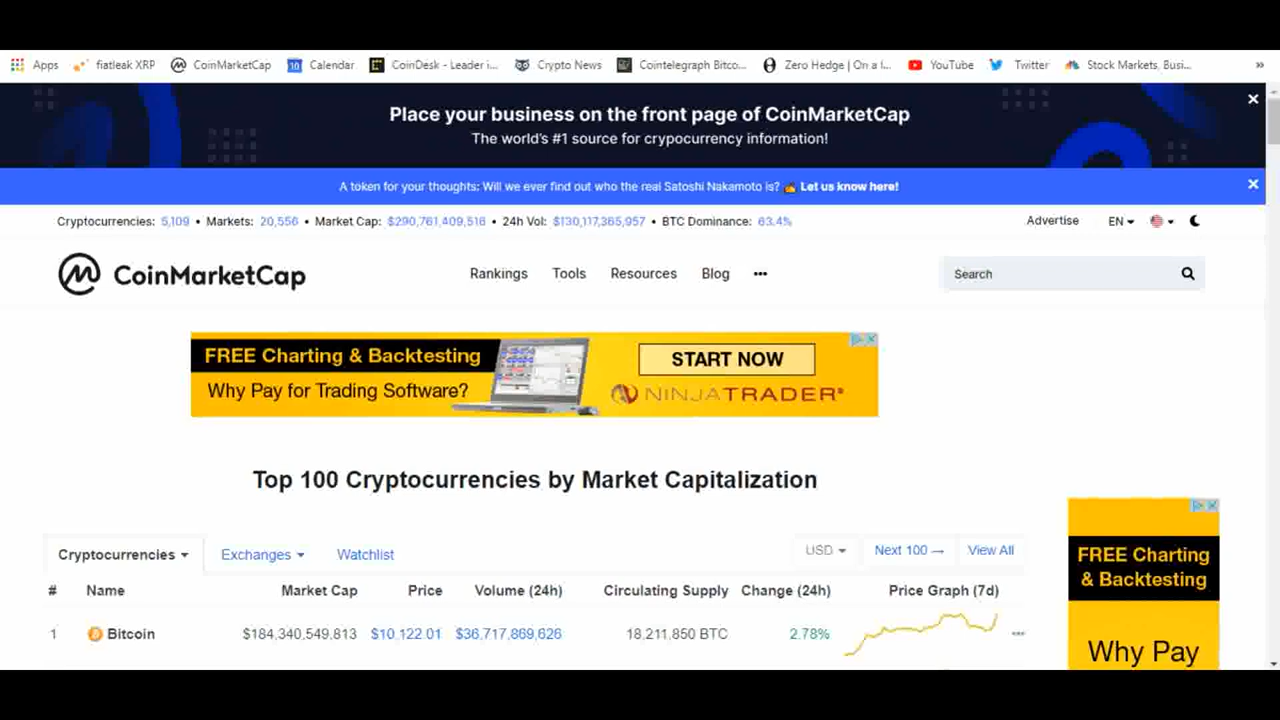 Apps fiatleak XRP CoinMarketCap Calendar CoinDesk - Leader i... Crypto News Cointelegraph Bitco... Zero Hedge | On a l... YouTube Twitter Stock Markets, Busi... »
Place your business on the front page of CoinMarketCap
The world's #1 source for crypocurrency information!
A token for your thoughts: Will we ever find out who the real Satoshi Nakamoto is? ✍ Let us know here!
Cryptocurrencies: 5,109 • Markets: 20,556 • Market Cap: $290,761,409,516 • 24h Vol: $130,117,365,957 • BTC Dominance: 63.4% Advertise EN
CoinMarketCap Rankings Tools Resources Blog ••• Search
FREE Charting & Backtesting START NOW
Why Pay for Trading Software? NINJATRADER®
Top 100 Cryptocurrencies by Market Capitalization
Cryptocurrencies Exchanges Watchlist USD Next 100 → View All
# Name Market Cap Price Volume (24h) Circulating Supply Change (24h) Price Graph (7d)
1 Bitcoin $184,340,549,813 $10,122.01 $36,717,869,626 18,211,850 BTC 2.78% •••
FREE Charting
& Backtesting
Why Pay